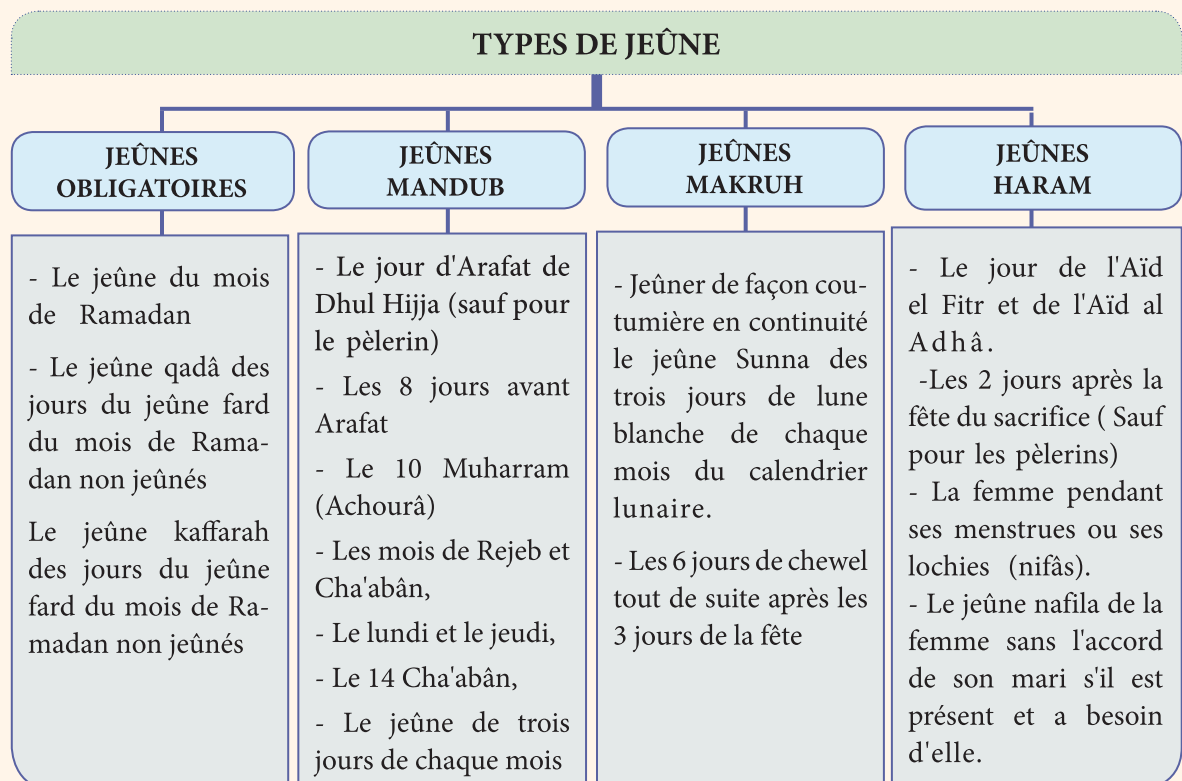 TYPES DE JEÛNE
JEÛNES
OBLIGATOIRES
- Le jeûne du mois
de Ramadan
- Le jeûne qadâ des
jours du jeûne fard
du mois de Rama-
dan non jeûnés
Le jeûne kaffarah
des jours du jeûne
fard du mois de Ra-
madan non jeûnés
JEÛNES
MANDUB
- Le jour d'Arafat de
Dhul Hijja (sauf pour
le pèlerin)
- Les 8 jours avant
Arafat
- Le 10 Muharram
(Achourâ)
- Les mois de Rejeb et
Cha'abân,
- Le lundi et le jeudi,
- Le 14 Cha'abân,
- Le jeûne de trois
jours de chaque mois
JEÛNES
MAKRUH
- Jeûner de façon cou-
tumière en continuité
le jeûne Sunna des
trois jours de lune
blanche de chaque
mois du calendrier
lunaire.
- Les 6 jours de chewel
tout de suite après les
3 jours de la fête
JEÛNES
HARAM
- Le jour de l'Aïd
el Fitr et de l'Aïd al
Adhâ.
-Les 2 jours après la
fête du sacrifice ( Sauf
pour les pèlerins)
- La femme pendant
ses menstrues ou ses
lochies (nifâs).
- Le jeûne nafila de la
femme sans l'accord
de son mari s'il est
présent et a besoin
d'elle.